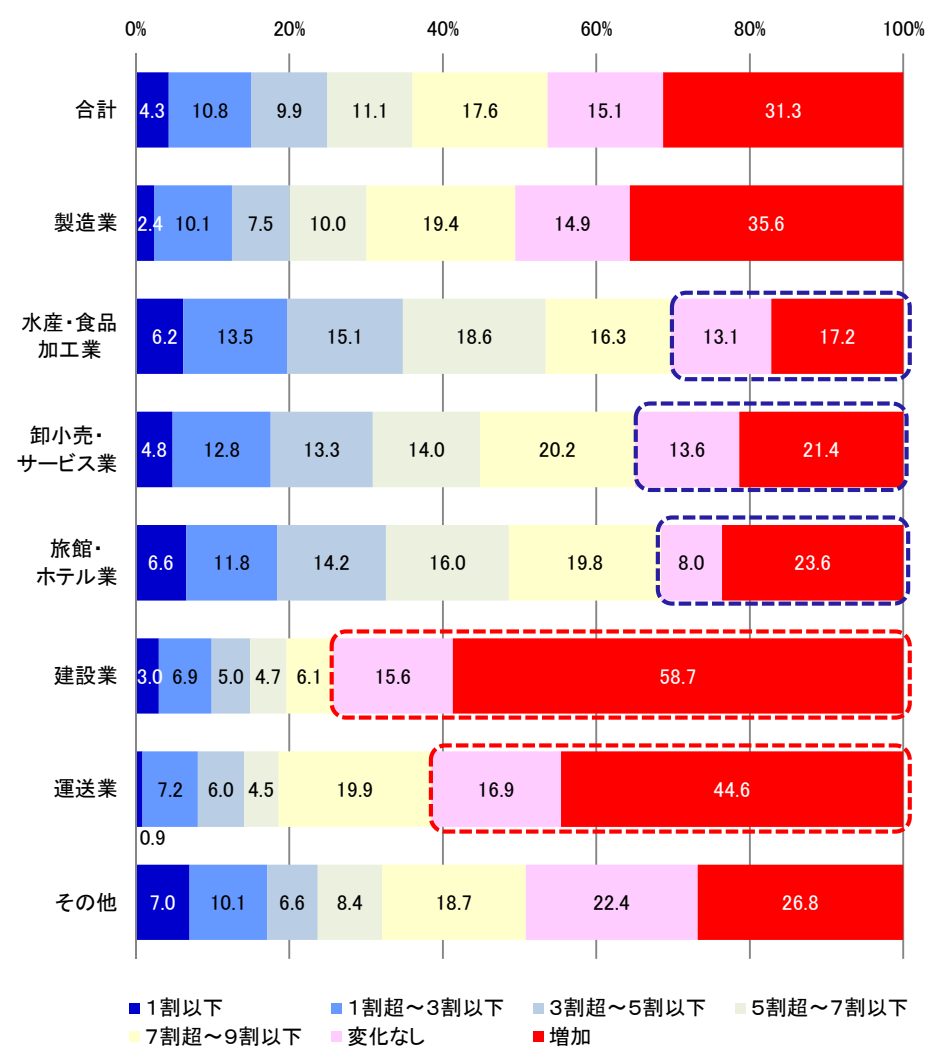 0% 20% 40% 60% 80% 100%
合計 4.3 10.8 9.9 11.1 17.6 15.1 31.3
製造業 2.4 10.1 7.5 10.0 19.4 14.9 35.6
水産・食品
加工業 6.2 13.5 15.1 18.6 16.3 13.1 17.2
卸小売・
サービス業 4.8 12.8 13.3 14.0 20.2 13.6 21.4
旅館・
ホテル業 6.6 11.8 14.2 16.0 19.8 8.0 23.6
建設業 3.0 6.9 5.0 4.7 6.1 15.6 58.7
運送業 7.2 6.0 4.5 19.9 16.9 44.6
0.9
その他 7.0 10.1 6.6 8.4 18.7 22.4 26.8
1割以下 1割超～3割以下 3割超～5割以下 5割超～7割以下
7割超～9割以下 変化なし 増加